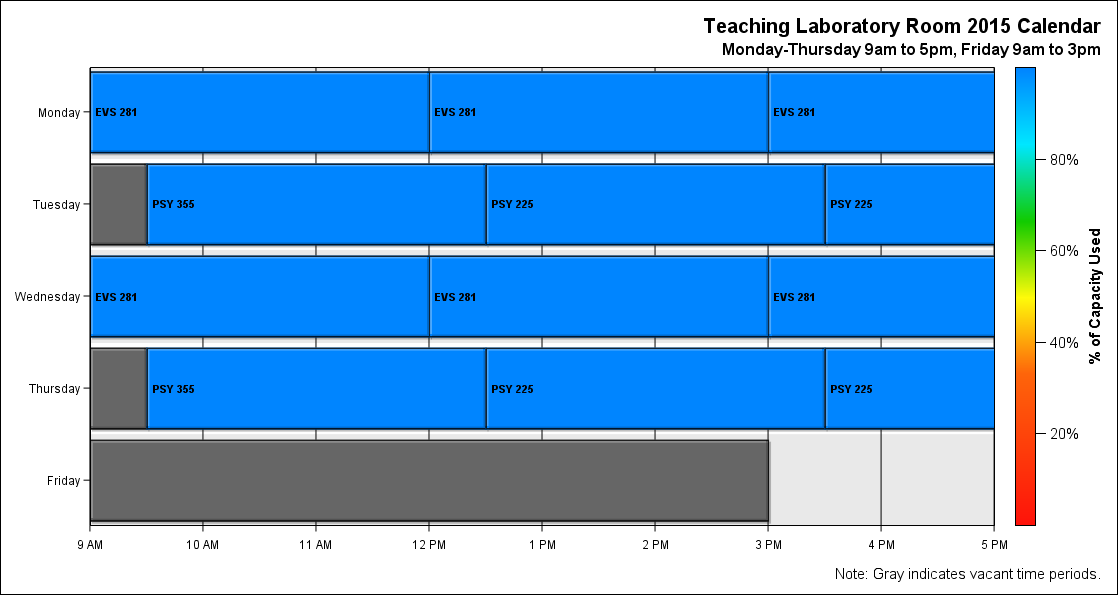 Teaching Laboratory Room 2015 Calendar
Monday-Thursday 9am to 5pm, Friday 9am to 3pm
Monday
EVS 281
EVS 281
EVS 281
Tuesday
PSY 355
PSY 225
PSY 225
Wednesday
EVS 281
EVS 281
EVS 281
Thursday
PSY 355
PSY 225
PSY 225
Friday
9 AM
10 AM
11 AM
12 PM
1 PM
2 PM
3 PM
4 PM
5 PM
80%
60%
40%
20%
% of Capacity Used
Note: Gray indicates vacant time periods.